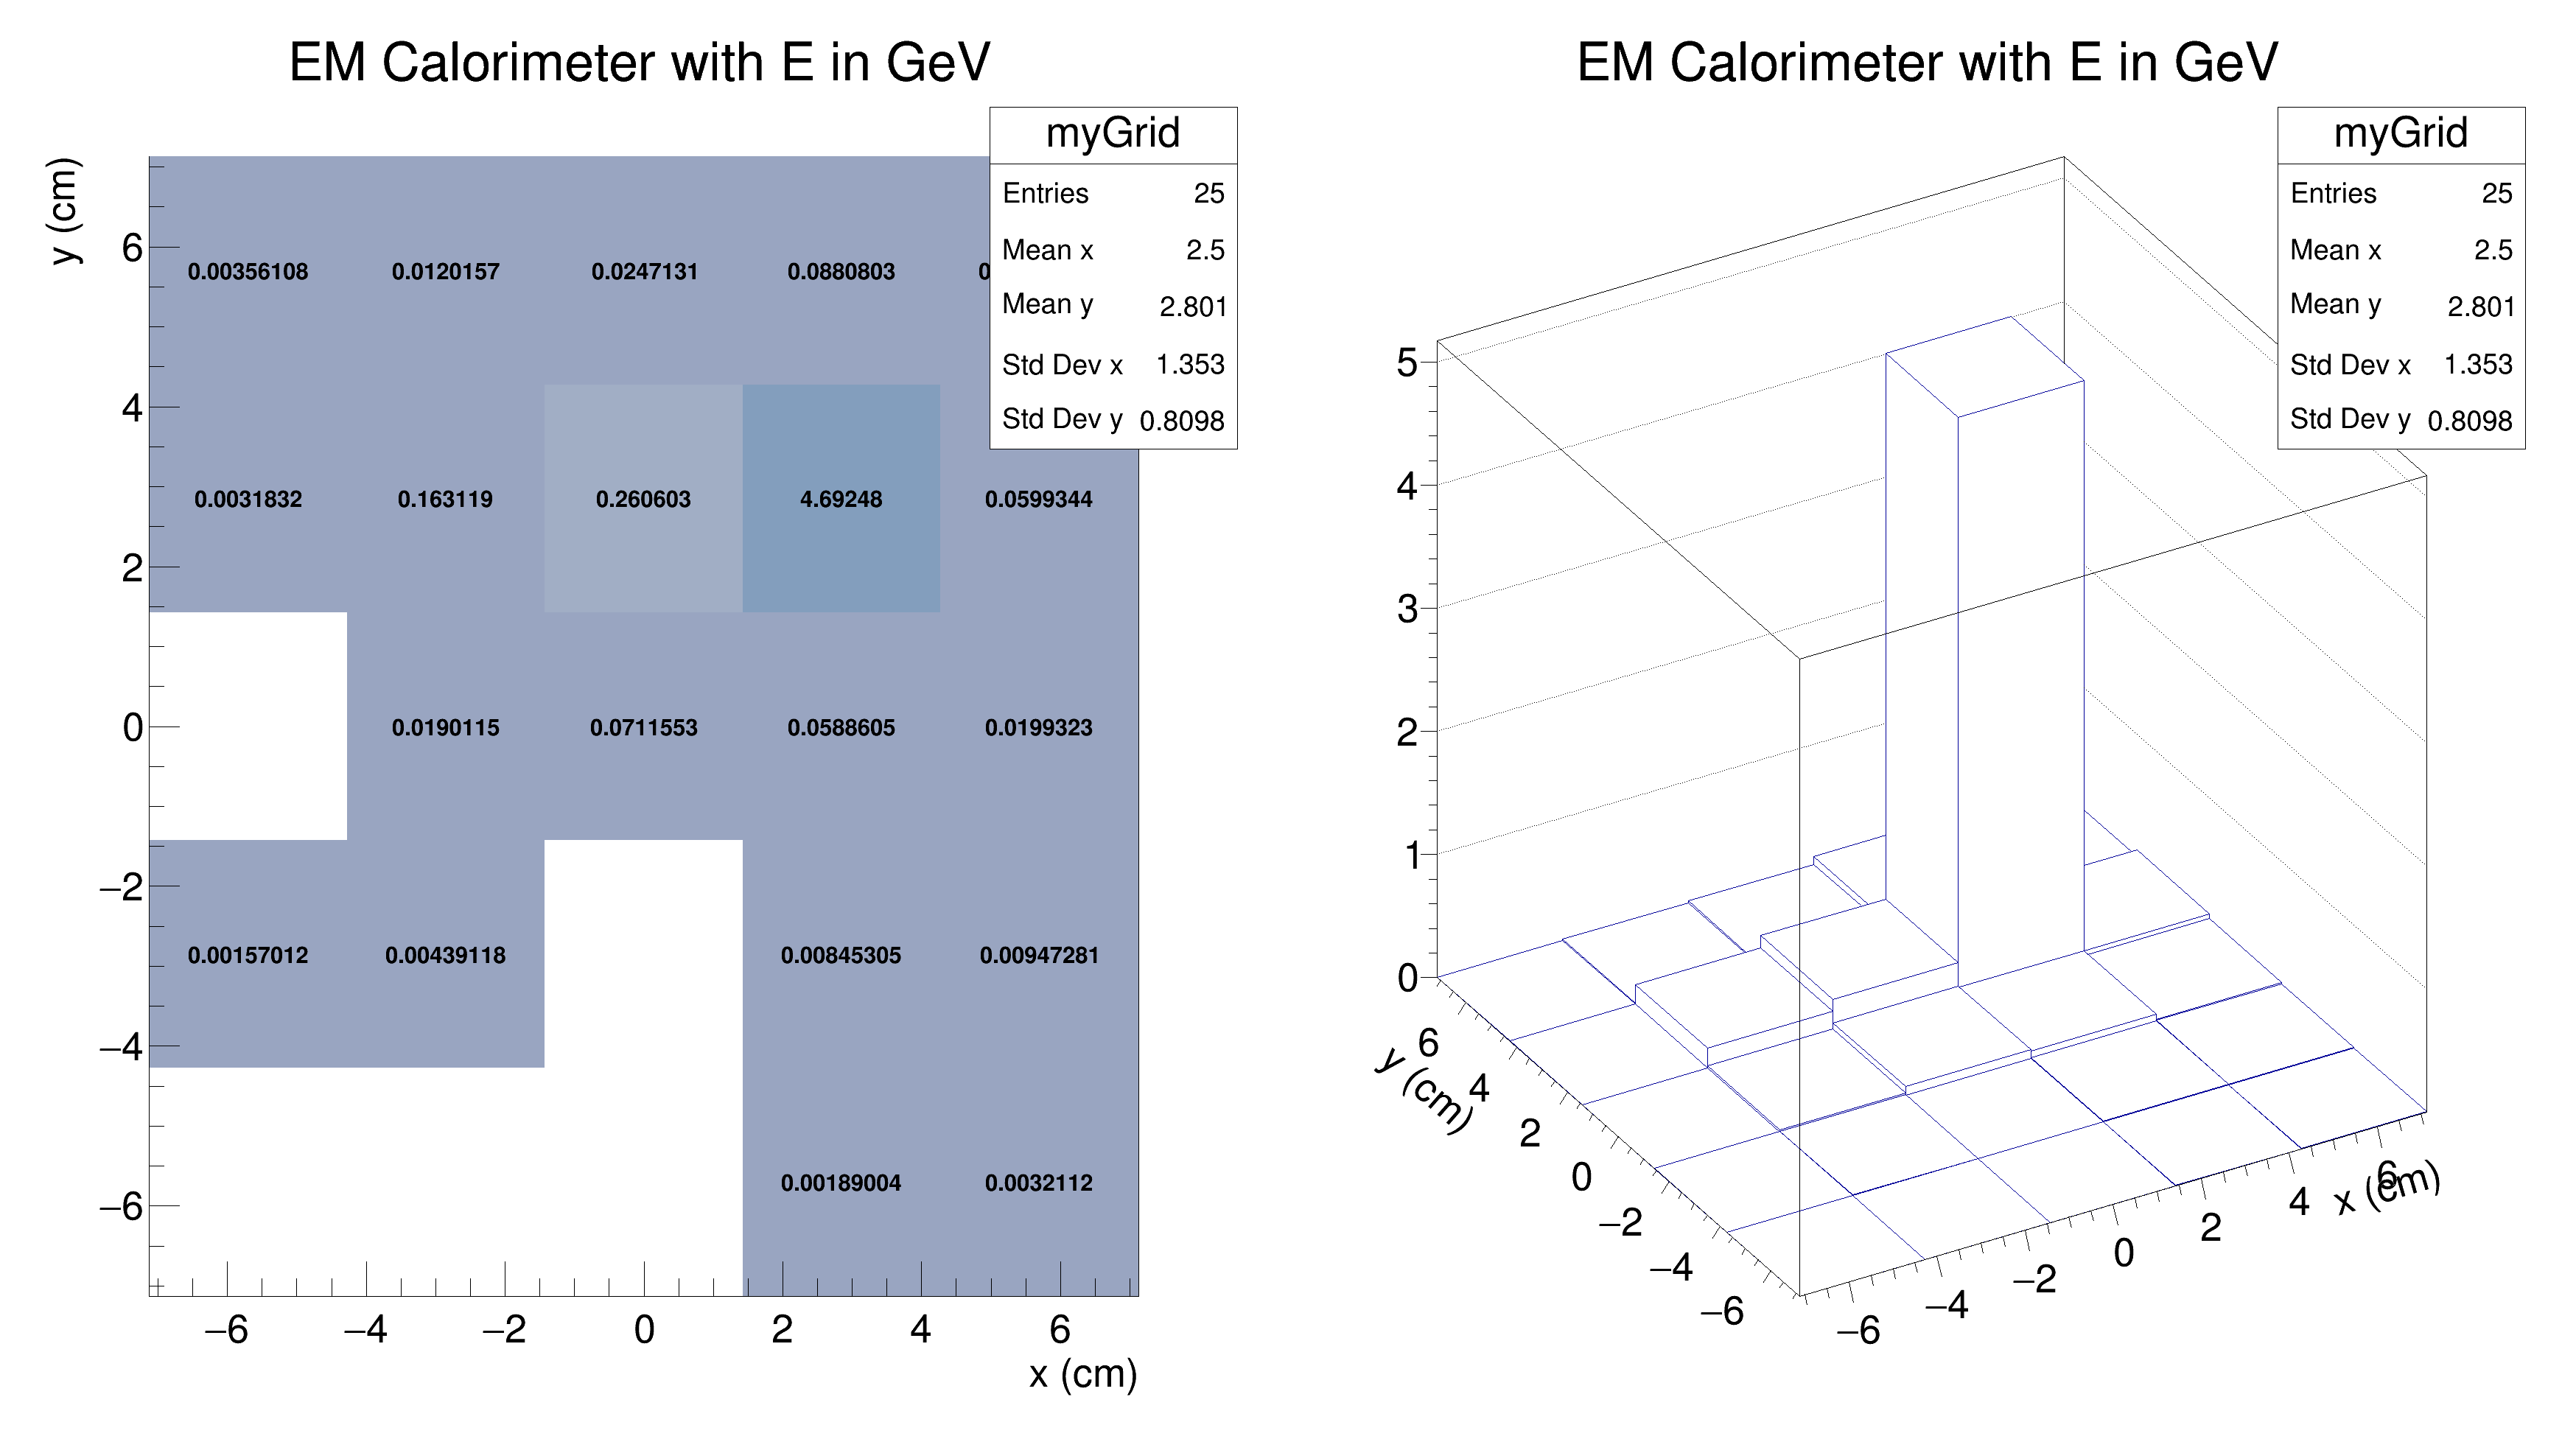 EM Calorimeter with E in GeV
myGrid
Entries 25
Mean x 2.5
Mean y 2.801
Std Dev x 1.353
Std Dev y 0.8098
y (cm)
6
4
2
0
−2
−4
−6
0.00356108 0.0120157 0.0247131 0.0880803 0
0.0031832 0.163119 0.260603 4.69248 0.0599344
0.0190115 0.0711553 0.0588605 0.0199323
0.00157012 0.00439118 0.00845305 0.00947281
0.00189004 0.0032112
−6 −4 −2 0 2 4 6
x (cm)
EM Calorimeter with E in GeV
myGrid
Entries 25
Mean x 2.5
Mean y 2.801
Std Dev x 1.353
Std Dev y 0.8098
5
4
3
2
1
0
6
4
2
0
−2
−4
−6
y (cm)
−6
−4
−2
0
2
4
6
x (cm)